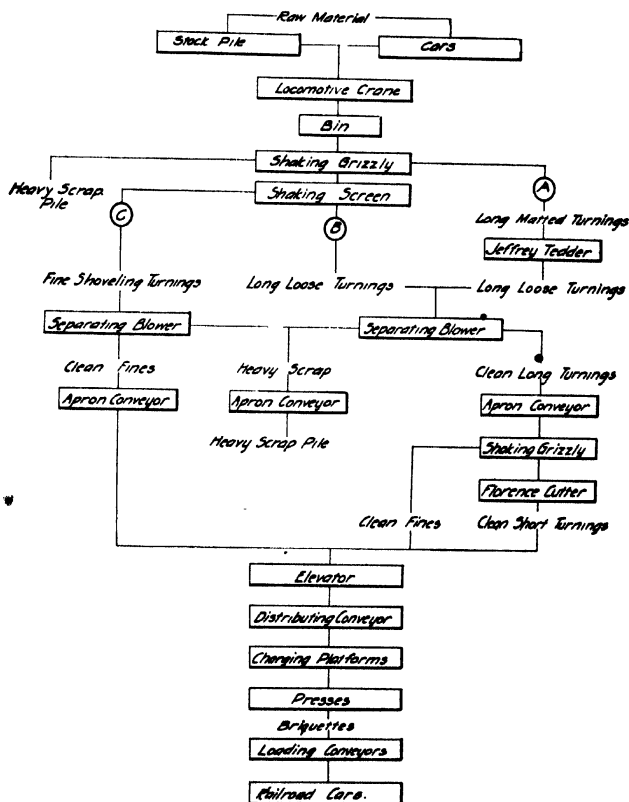 Raw Material
Stock Pile
Cars
Locomotive Crane
Bin
Shaking Grizzly
Heavy Scrap
Pile
Shaking Screen
A
C
B
Long Matted Turnings
Jeffrey Tedder
Fine Shoveling Turnings
Long Loose Turnings
Long Loose Turnings
Separating Blower
Separating Blower
Clean Fines
Heavy Scrap
Clean Long Turnings
Apron Conveyor
Apron Conveyor
Apron Conveyor
Heavy Scrap Pile
Shaking Grizzly
Florence Cutter
Clean Fines
Clean Short Turnings
Elevator
Distributing Conveyor
Charging Platforms
Presses
Briquettes
Loading Conveyors
Railroad Cars.